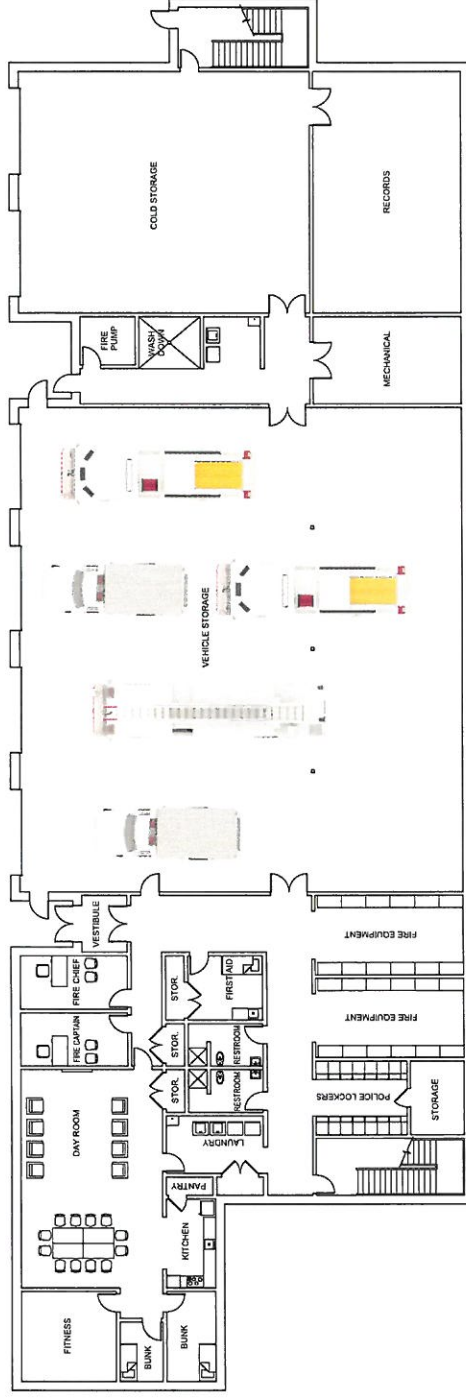 COLD STORAGE
RECORDS
FIRE
PUMP
WASH
DOWN
MECHANICAL
VEHICLE STORAGE
VESTIBULE
FIRE CHIEF
FIRE CAPTAIN
DAY ROOM
FITNESS
BUNK
BUNK
KITCHEN
PANTRY
LAUNDRY
STOR.
STOR.
STOR.
RESTROOM
RESTROOM
FIRST AID
FIRE EQUIPMENT
FIRE EQUIPMENT
POLICE LOCKERS
STORAGE